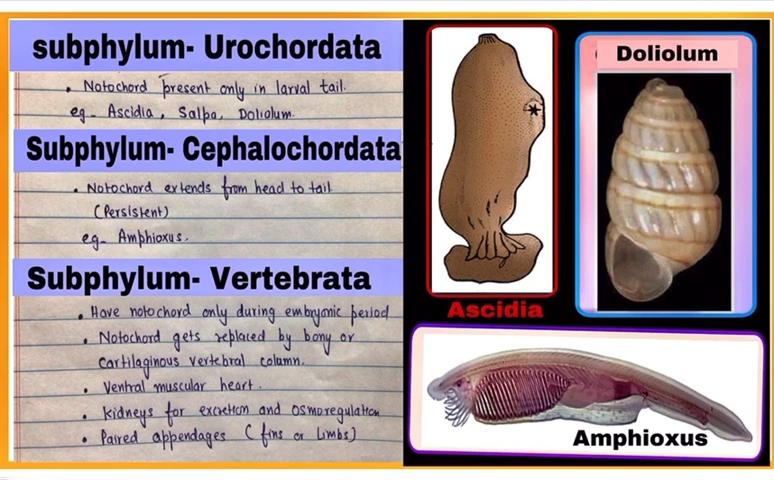 subphylum- Urochordata
• Notochord present only in larval tail.
eg- Ascidia, Salpa, Doliolum.
Subphylum- Cephalochordata
• Notochord extends from head to tail
(Persistent)
eg- Amphioxus.
Subphylum- Vertebrata
• Have notochord only during embryonic period
• Notochord gets replaced by bony or
cartilaginous vertebral column.
• Ventral muscular heart.
• Kidneys for excretion and osmoregulation
• Paired appendages (fins or limbs)
Ascidia
Doliolum
Amphioxus